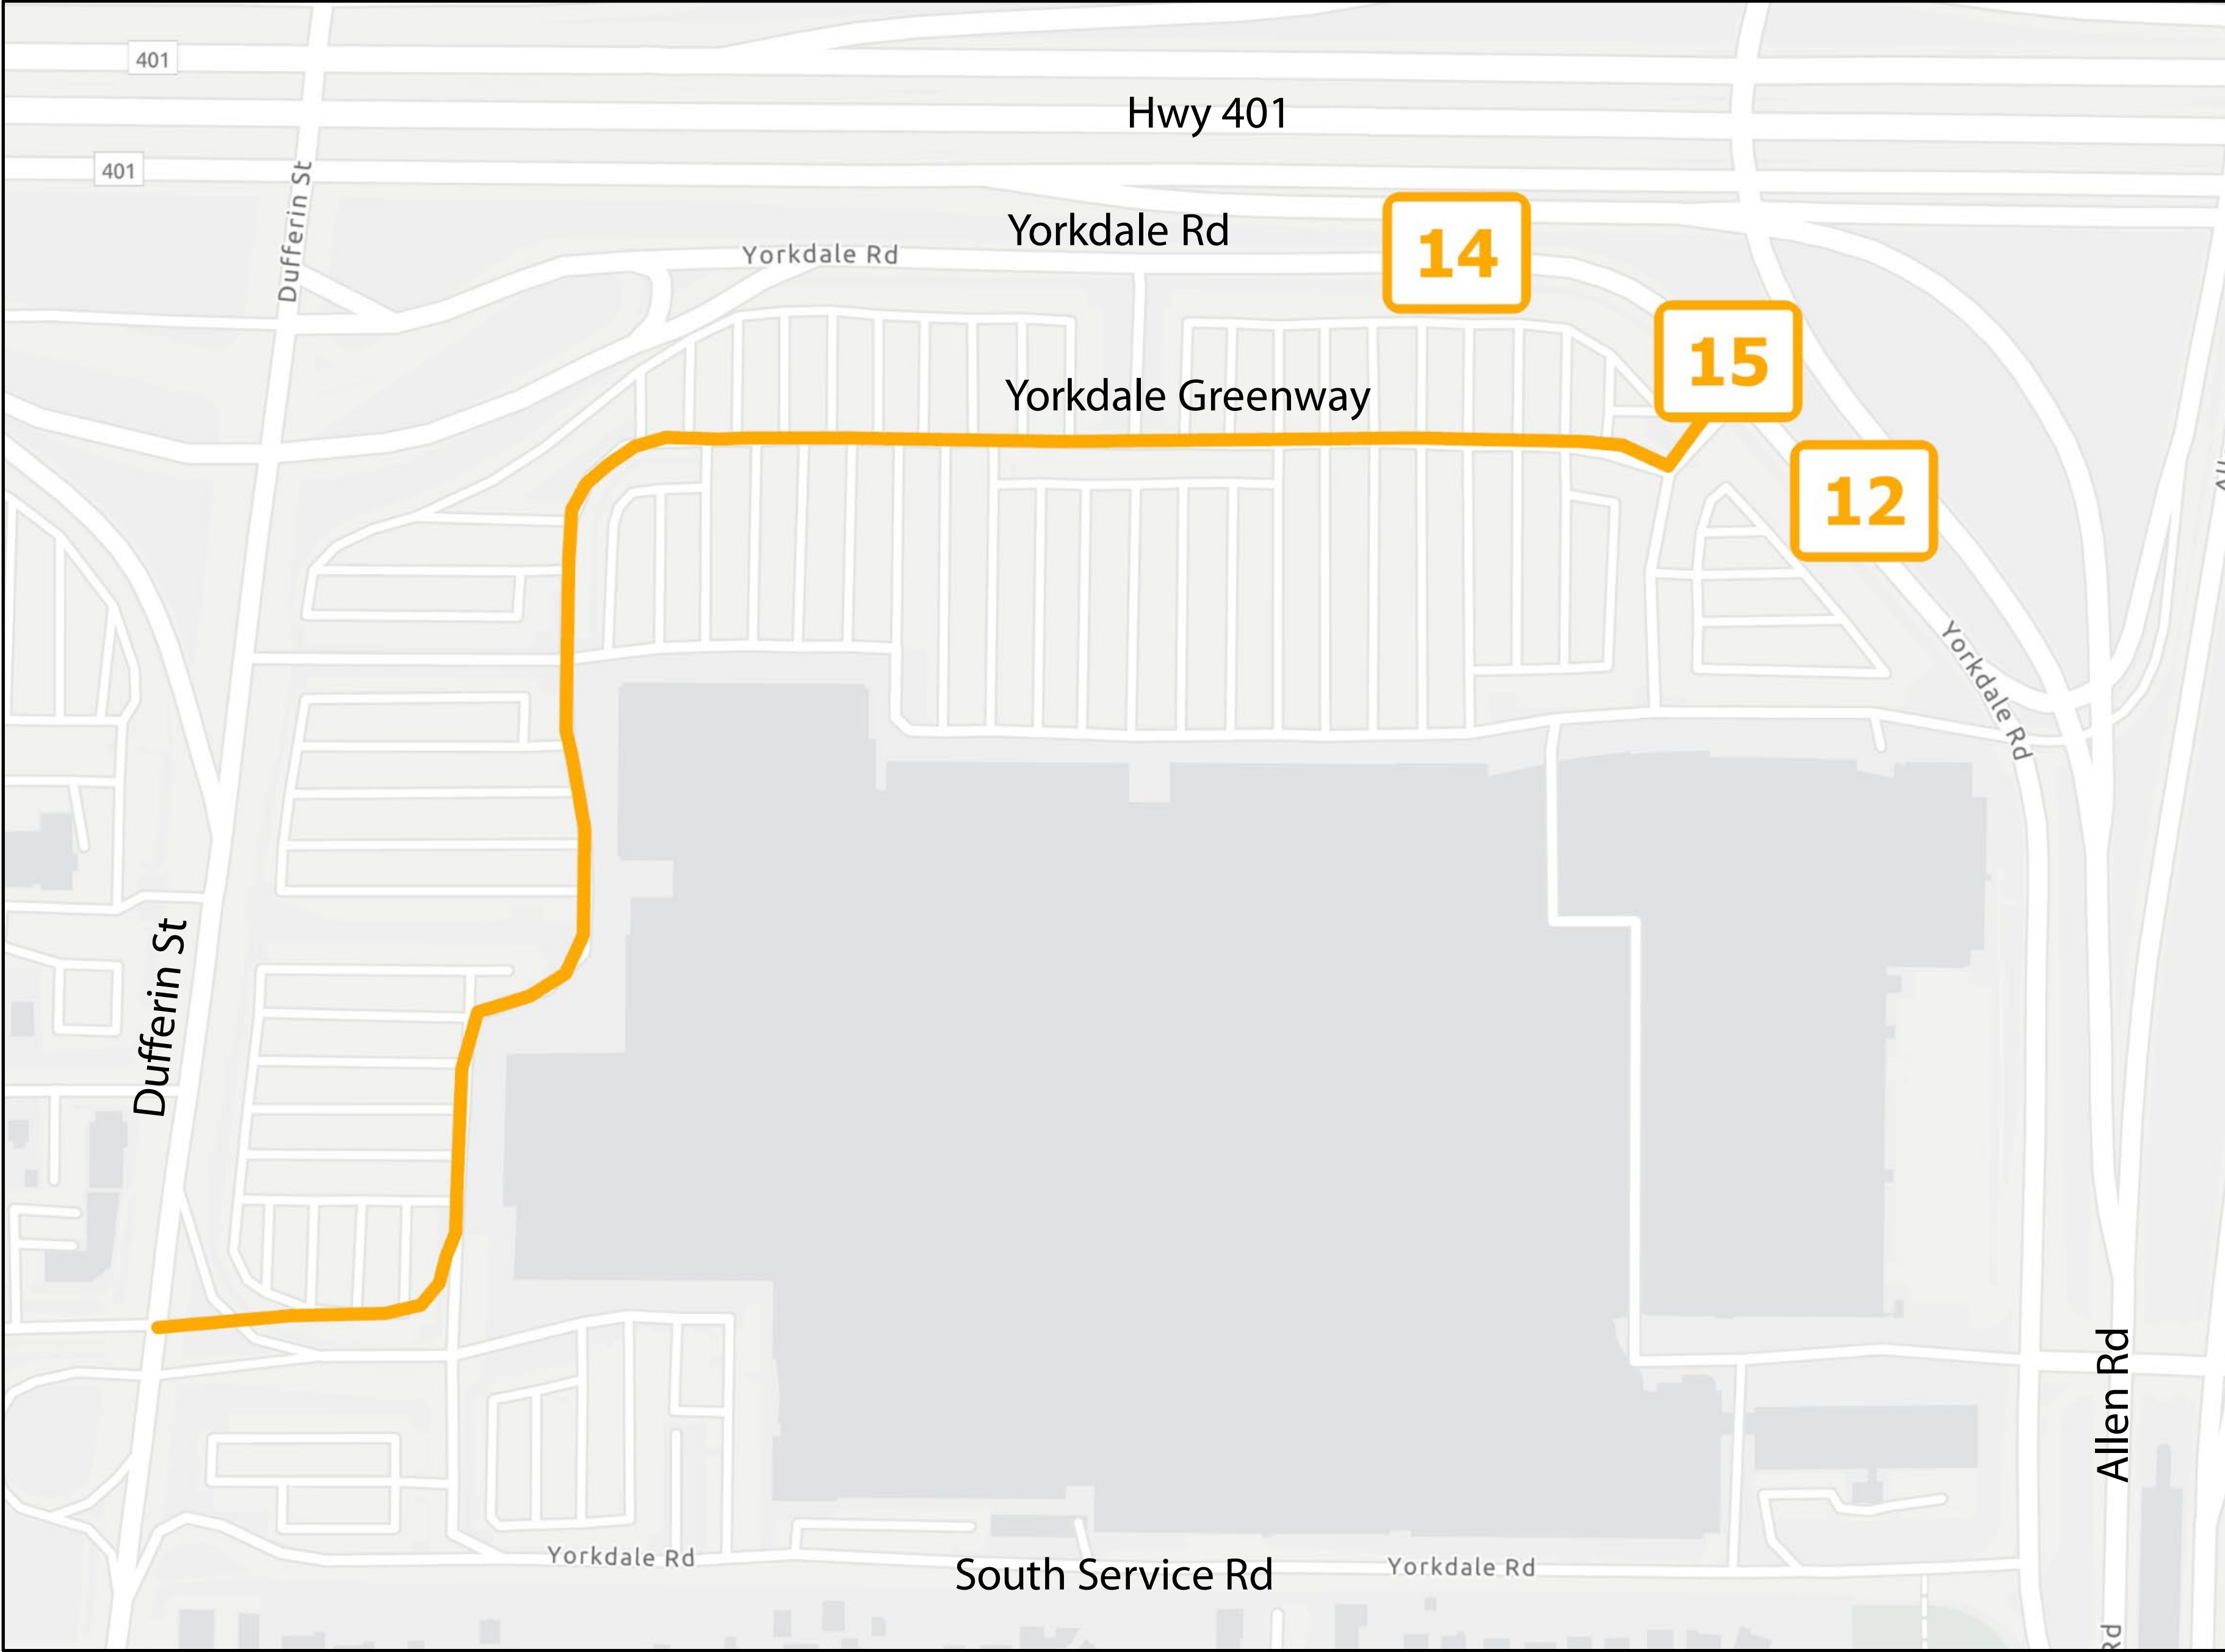 401
Hwy 401
401
Dufferin St
Yorkdale Rd
Yorkdale Rd
14
15
Yorkdale Greenway
12
Yorkdale Rd
Dufferin St
Allen Rd
Yorkdale Rd
South Service Rd
Yorkdale Rd
Rd